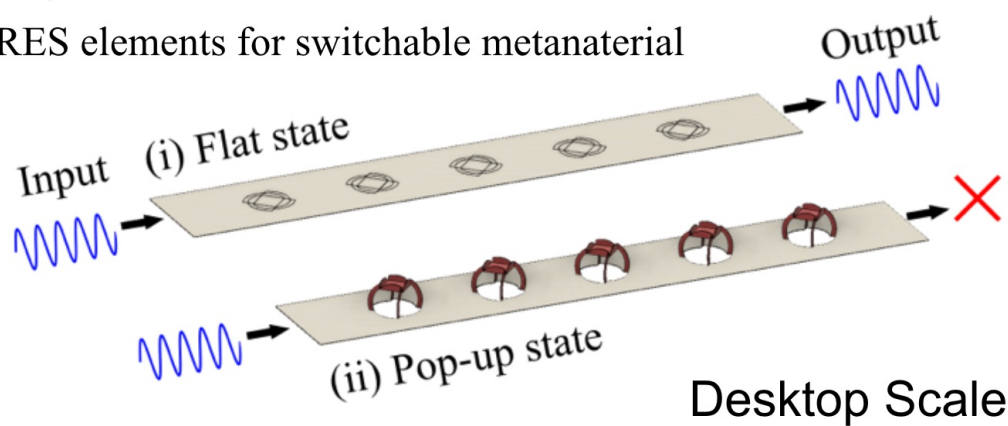 RES elements for switchable metanaterial
Output
(i) Flat state
Input
(ii) Pop-up state
Desktop Scale